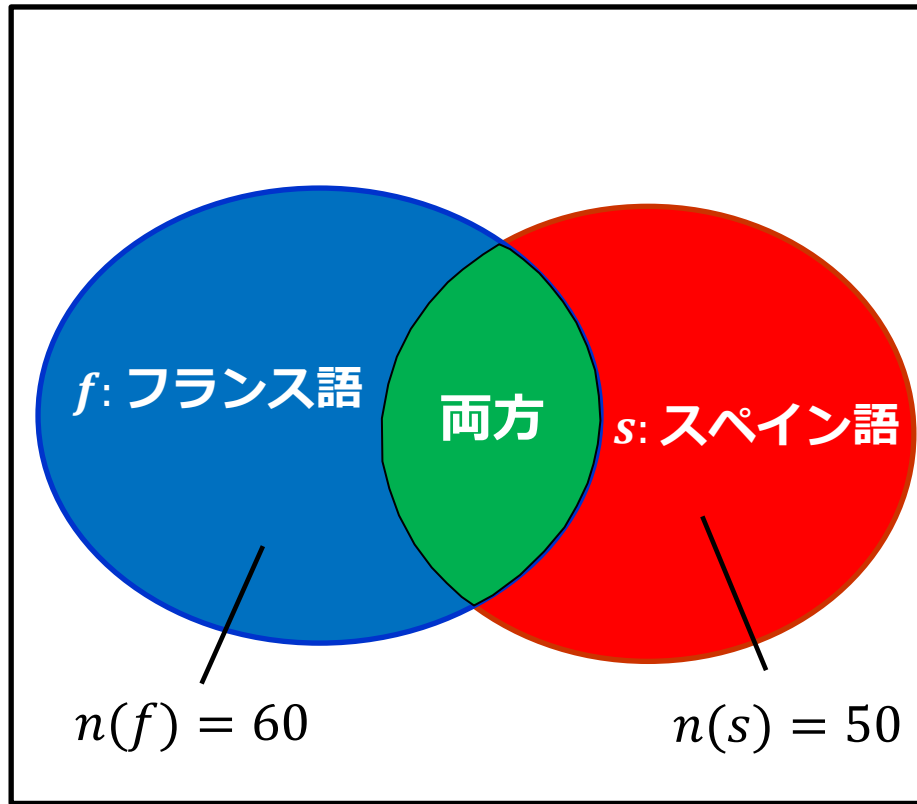 f: フランス語
両方
s: スペイン語
n(f) = 60
n(s) = 50